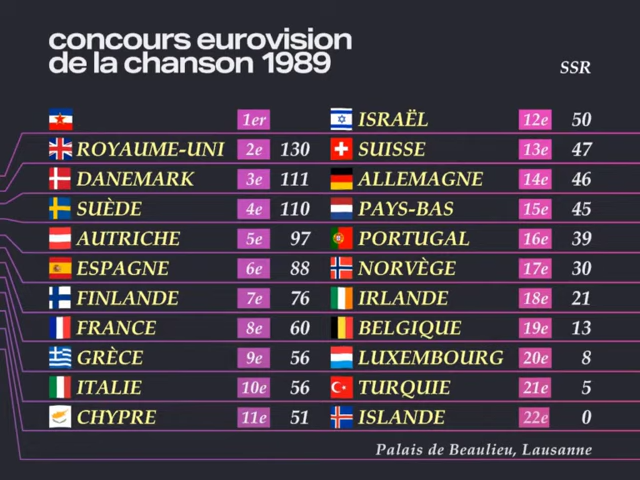 concours eurovision
de la chanson 1989
SSR
1er
ROYAUME-UNI 2e 130
DANEMARK 3e 111
SUÈDE 4e 110
AUTRICHE 5e 97
ESPAGNE 6e 88
FINLANDE 7e 76
FRANCE 8e 60
GRÈCE 9e 56
ITALIE 10e 56
CHYPRE 11e 51
ISRAËL 12e 50
SUISSE 13e 47
ALLEMAGNE 14e 46
PAYS-BAS 15e 45
PORTUGAL 16e 39
NORVÈGE 17e 30
IRLANDE 18e 21
BELGIQUE 19e 13
LUXEMBOURG 20e 8
TURQUIE 21e 5
ISLANDE 22e 0
Palais de Beaulieu, Lausanne